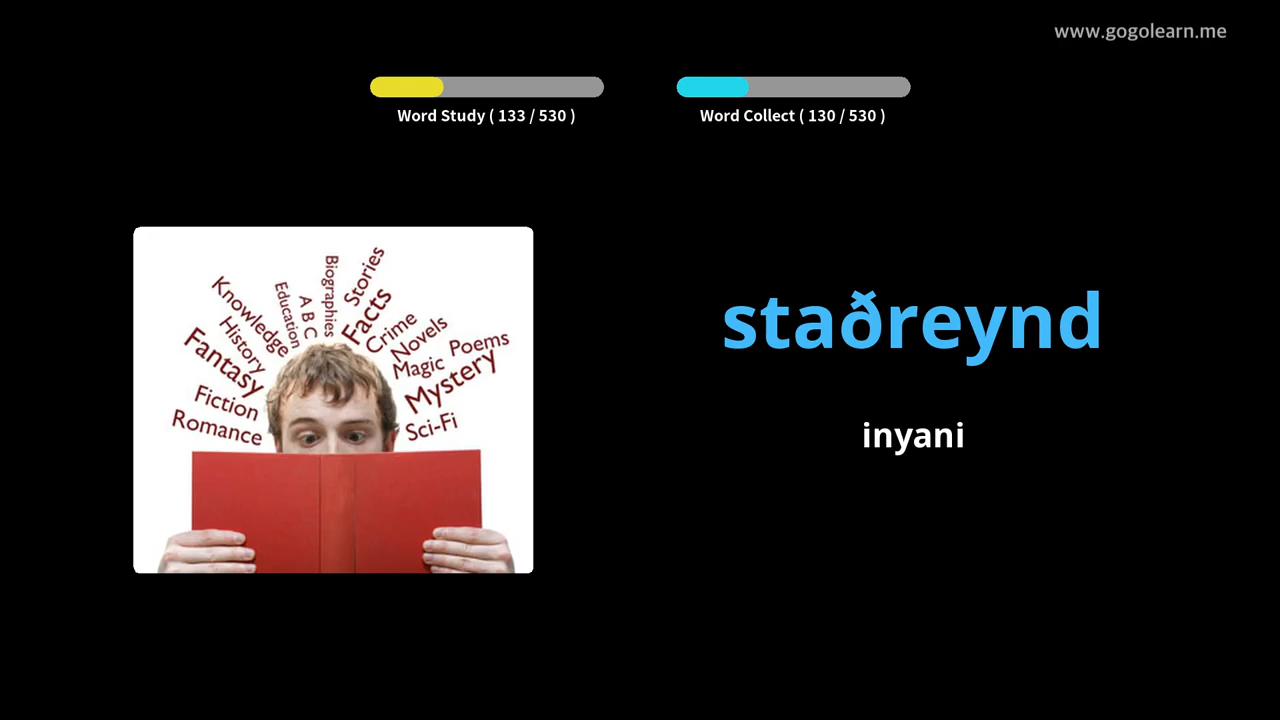 www.gogolearn.me
Word Study ( 133 / 530 )
Word Collect ( 130 / 530 )
Knowledge
History
Fantasy
Fiction
Romance
Education
A B C
Biographies
Stories
Facts
Crime
Novels
Magic
Poems
Mystery
Sci-Fi
staðreynd
inyani